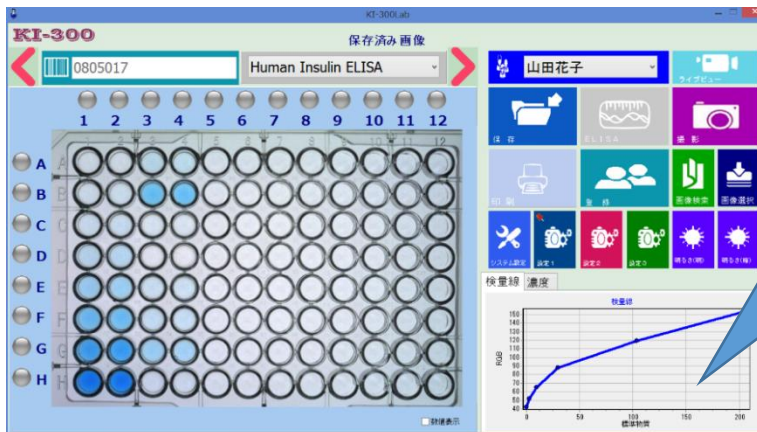 KI-300Lab
KI-300
保存済み画像
0805017
Human Insulin ELISA
山田花子
ライブビュー
1 2 3 4 5 6 7 8 9 10 11 12
保存
ELISA
撮影
A
B
C
D
E
F
G
H
印刷
登録
画像検索
画像選択
システム設定
設定1
設定2
設定3
明るさ(明)
明るさ(暗)
検量線
濃度
検量線
RGB
150
140
130
120
110
100
90
80
70
60
50
40
0 50 100 150 200
標準物質
数値表示